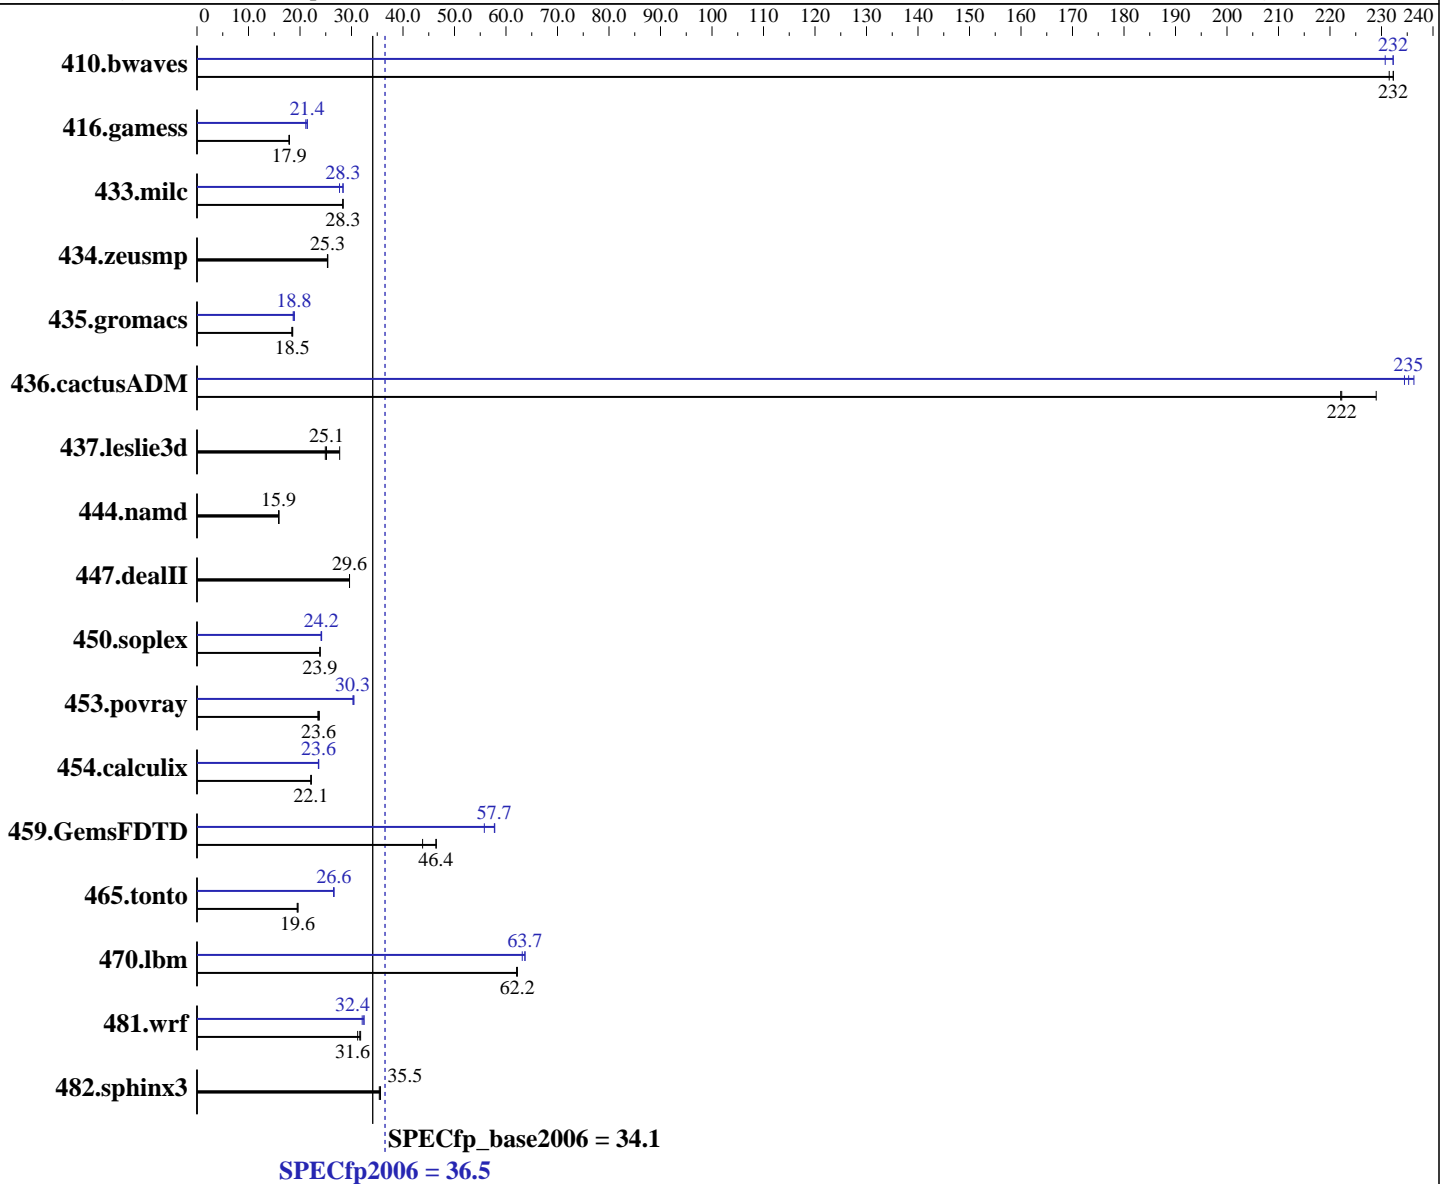 0 10.0 20.0 30.0 40.0 50.0 60.0 70.0 80.0 90.0 100 110 120 130 140 150 160 170 180 190 200 210 220 230 240
232
410.bwaves
232
21.4
416.gamess
17.9
28.3
433.milc
28.3
25.3
434.zeusmp
18.8
435.gromacs
18.5
235
436.cactusADM
222
25.1
437.leslie3d
15.9
444.namd
29.6
447.dealII
24.2
450.soplex
23.9
30.3
453.povray
23.6
23.6
454.calculix
22.1
57.7
459.GemsFDTD
46.4
26.6
465.tonto
19.6
63.7
470.lbm
62.2
32.4
481.wrf
31.6
35.5
482.sphinx3
SPECfp_base2006 = 34.1
SPECfp2006 = 36.5